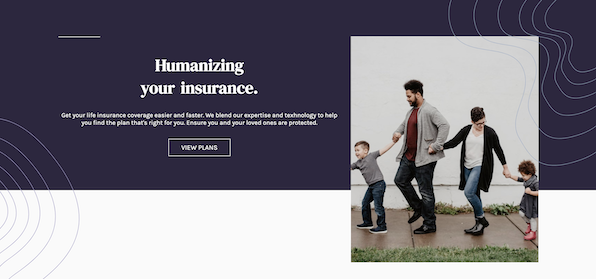 Humanizing
your insurance.
Get your life insurance coverage easier and faster. We blend our expertise and texhnology to help
you find the plan that's right for you. Ensure you and your loved ones are protected.
VIEW PLANS